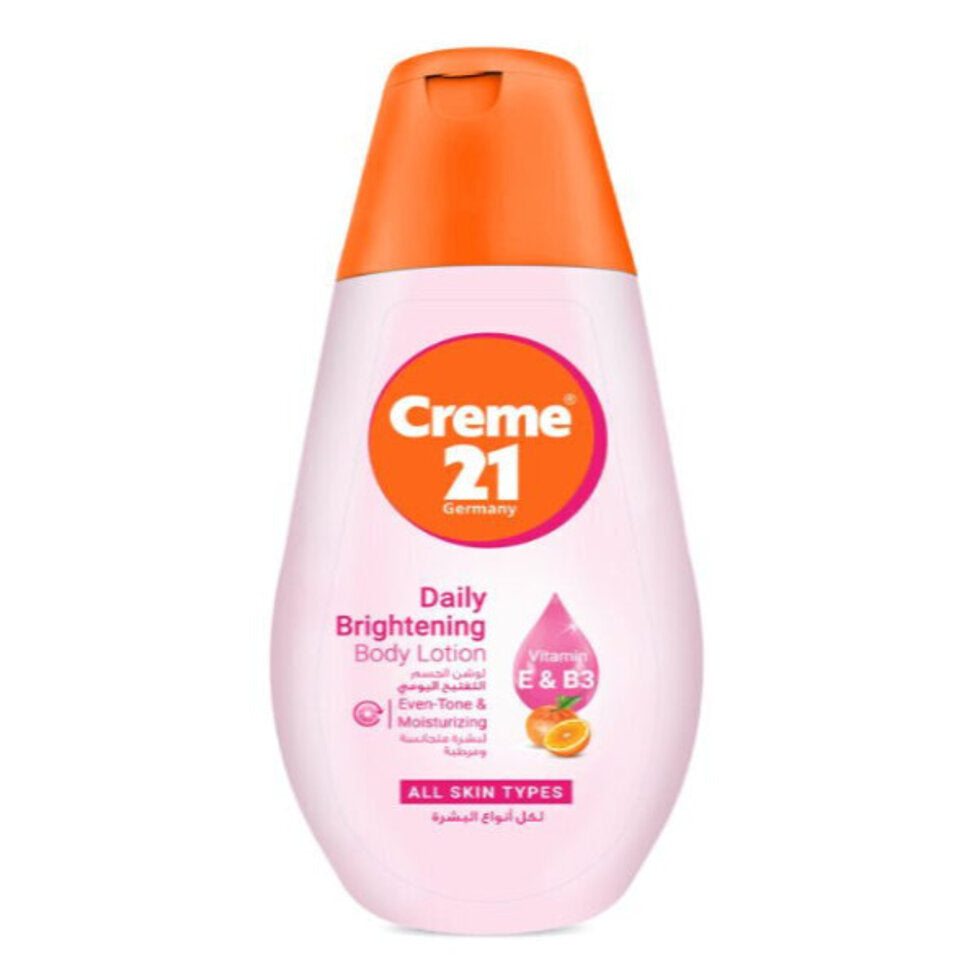 Creme®
21
Germany
Daily
Brightening
Body Lotion
لوشن الجسم
التفتيح اليومي
Even-Tone &
Moisturizing
لبشرة متجانسة
ومرطبة
Vitamin
E & B3
ALL SKIN TYPES
لكل أنواع البشرة